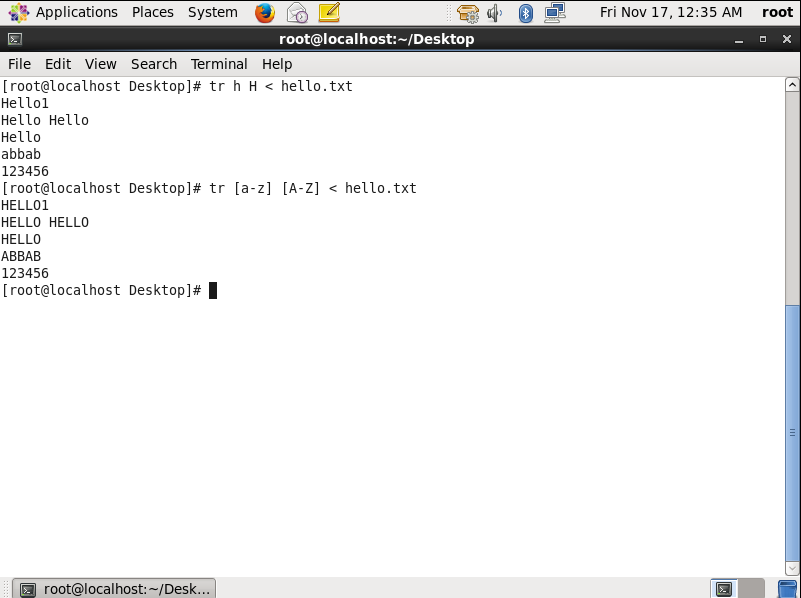 Applications Places System Fri Nov 17, 12:35 AM root
root@localhost:~/Desktop
File Edit View Search Terminal Help
[root@localhost Desktop]# tr h H < hello.txt
Hello1
Hello Hello
Hello
abbab
123456
[root@localhost Desktop]# tr [a-z] [A-Z] < hello.txt
HELLO1
HELLO HELLO
HELLO
ABBAB
123456
[root@localhost Desktop]#
root@localhost:~/Desk...